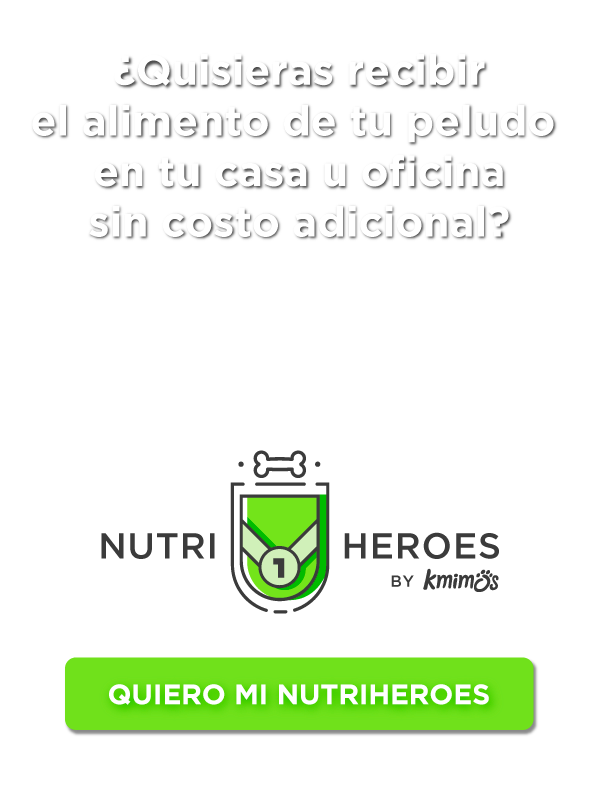 ¿Quisieras recibir
el alimento de tu peludo
en tu casa u oficina
sin costo adicional?
NUTRI HEROES
1
BY kmimos
QUIERO MI NUTRIHEROES